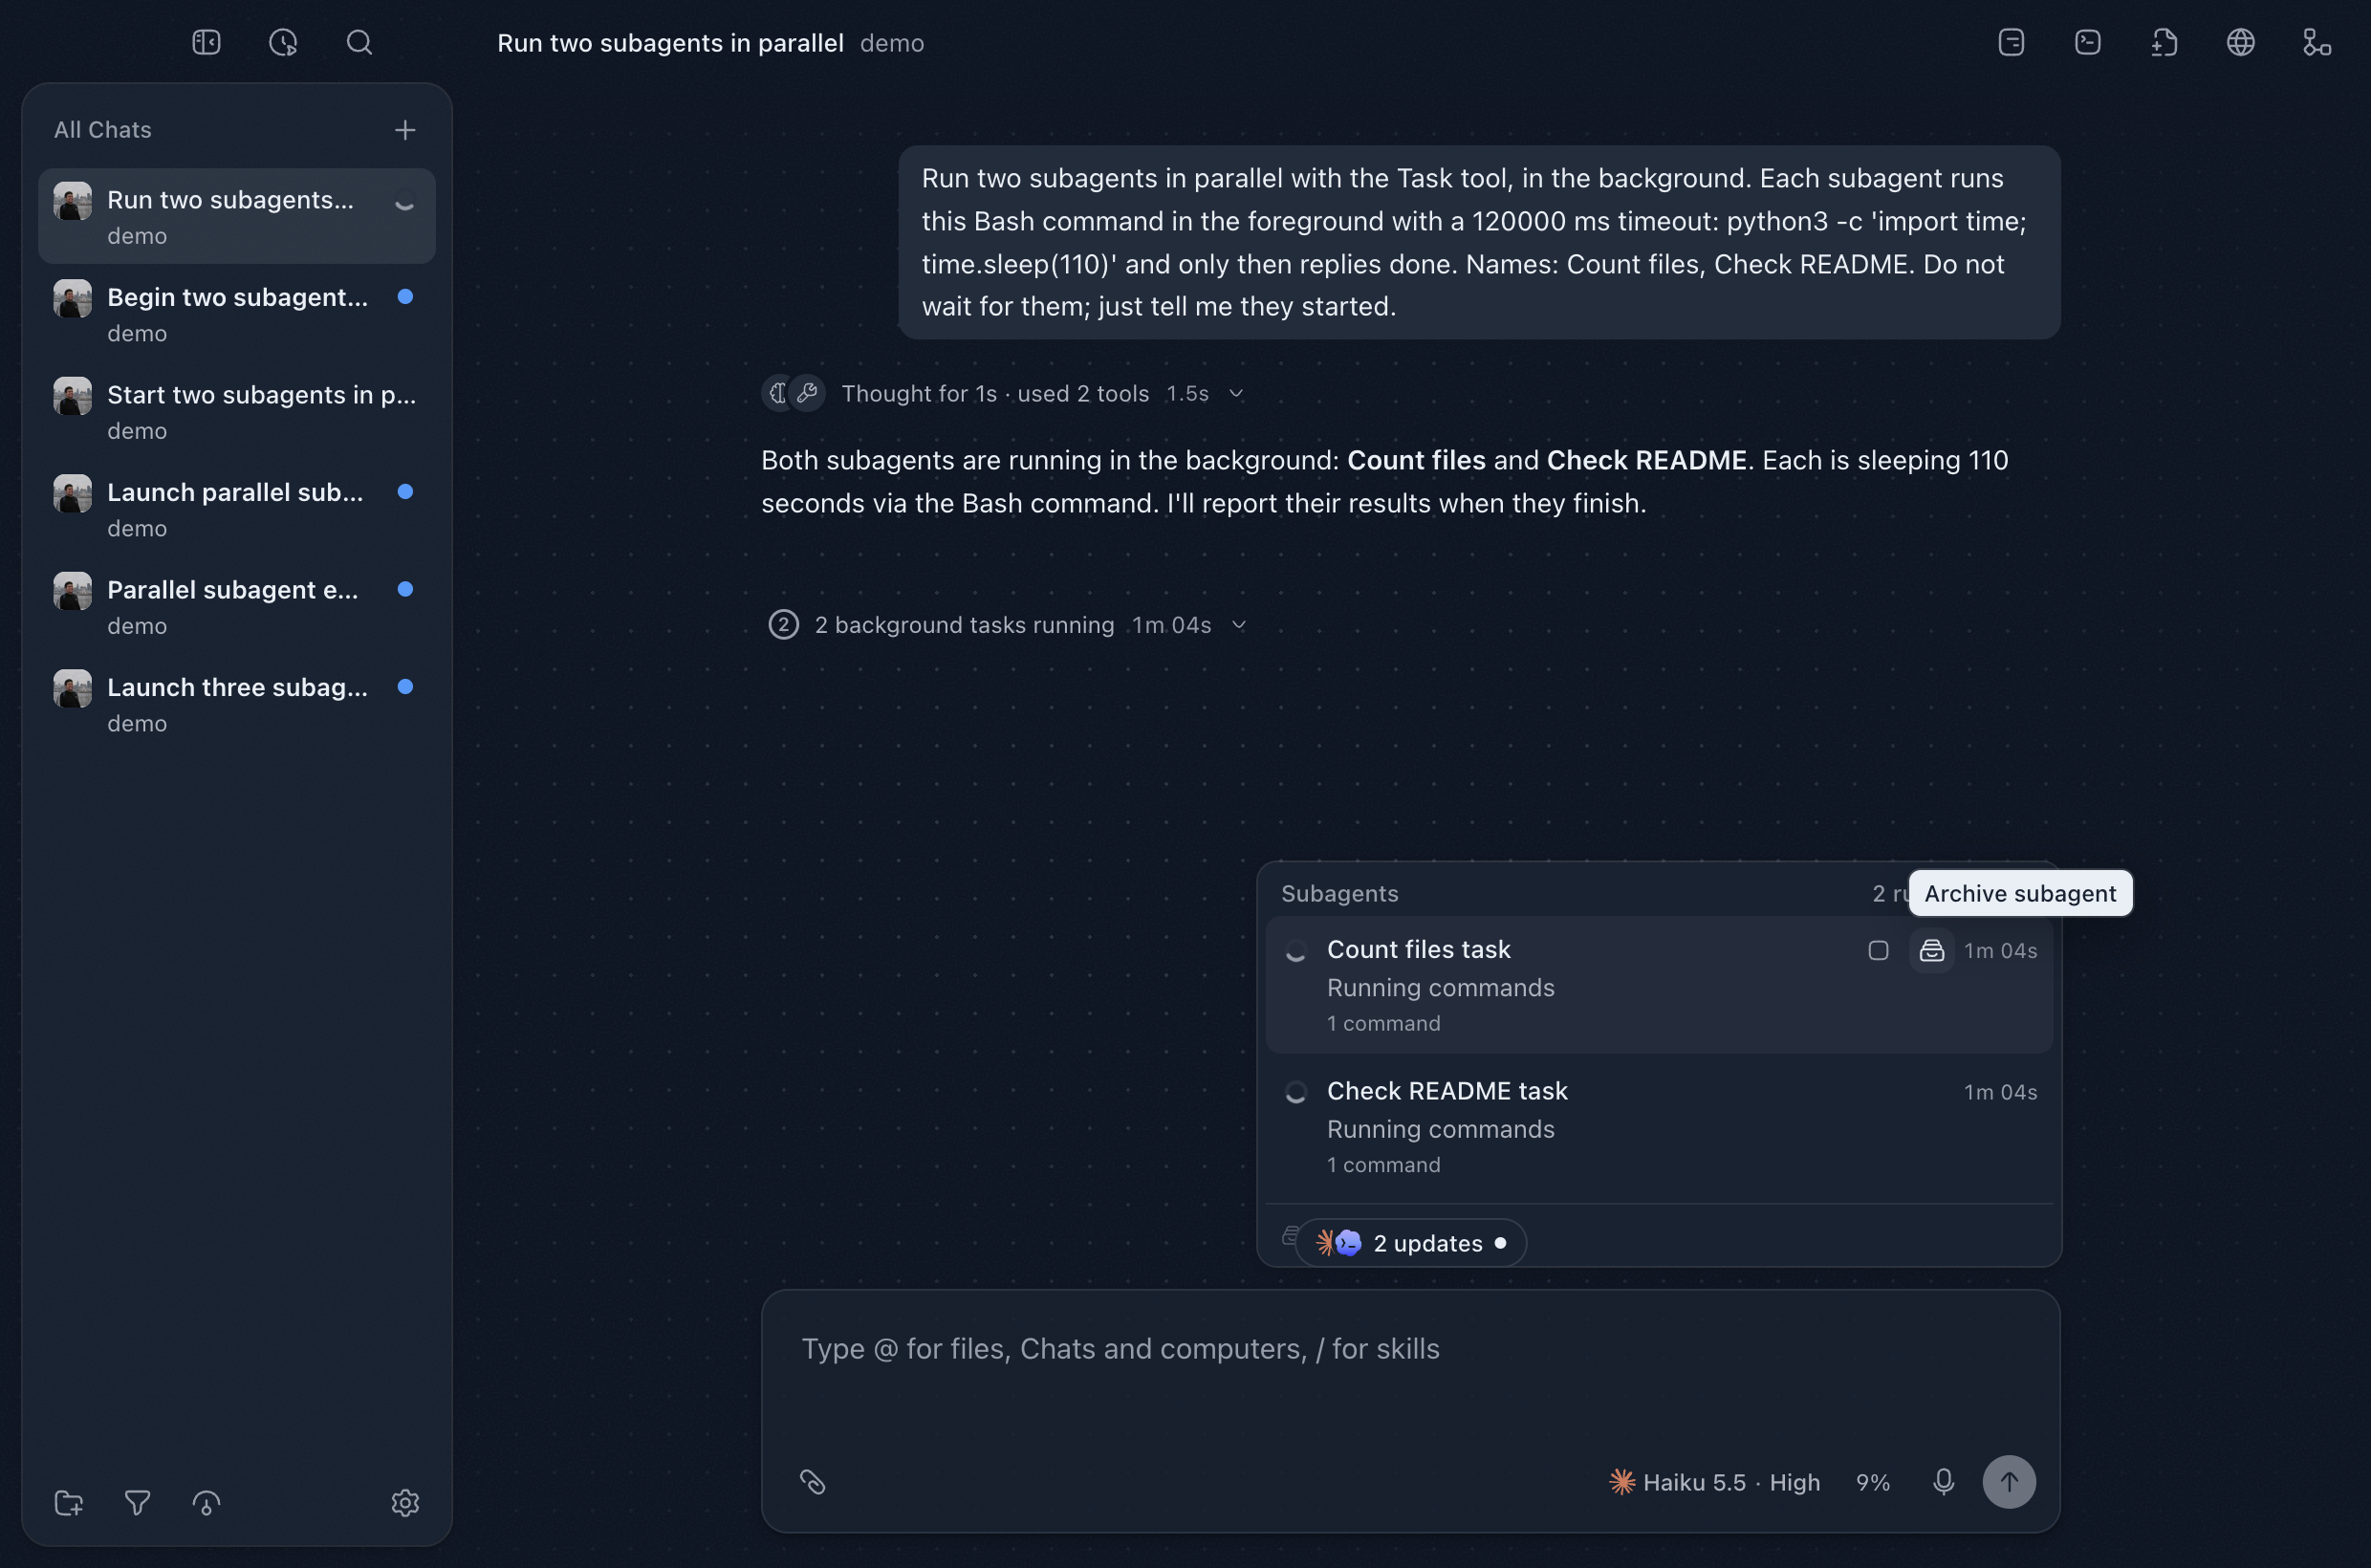 Run two subagents in parallel demo
All Chats
Run two subagents...
demo
Begin two subagent...
demo
Start two subagents in p...
demo
Launch parallel sub...
demo
Parallel subagent e...
demo
Launch three subag...
demo
Run two subagents in parallel with the Task tool, in the background. Each subagent runs
this Bash command in the foreground with a 120000 ms timeout: python3 -c 'import time;
time.sleep(110)' and only then replies done. Names: Count files, Check README. Do not
wait for them; just tell me they started.
Thought for 1s · used 2 tools 1.5s
Both subagents are running in the background: Count files and Check README. Each is sleeping 110
seconds via the Bash command. I'll report their results when they finish.
2 2 background tasks running 1m 04s
Subagents 2 ru
Archive subagent
Count files task 1m 04s
Running commands
1 command
Check README task 1m 04s
Running commands
1 command
2 updates
Type @ for files, Chats and computers, / for skills
Haiku 5.5 · High 9%